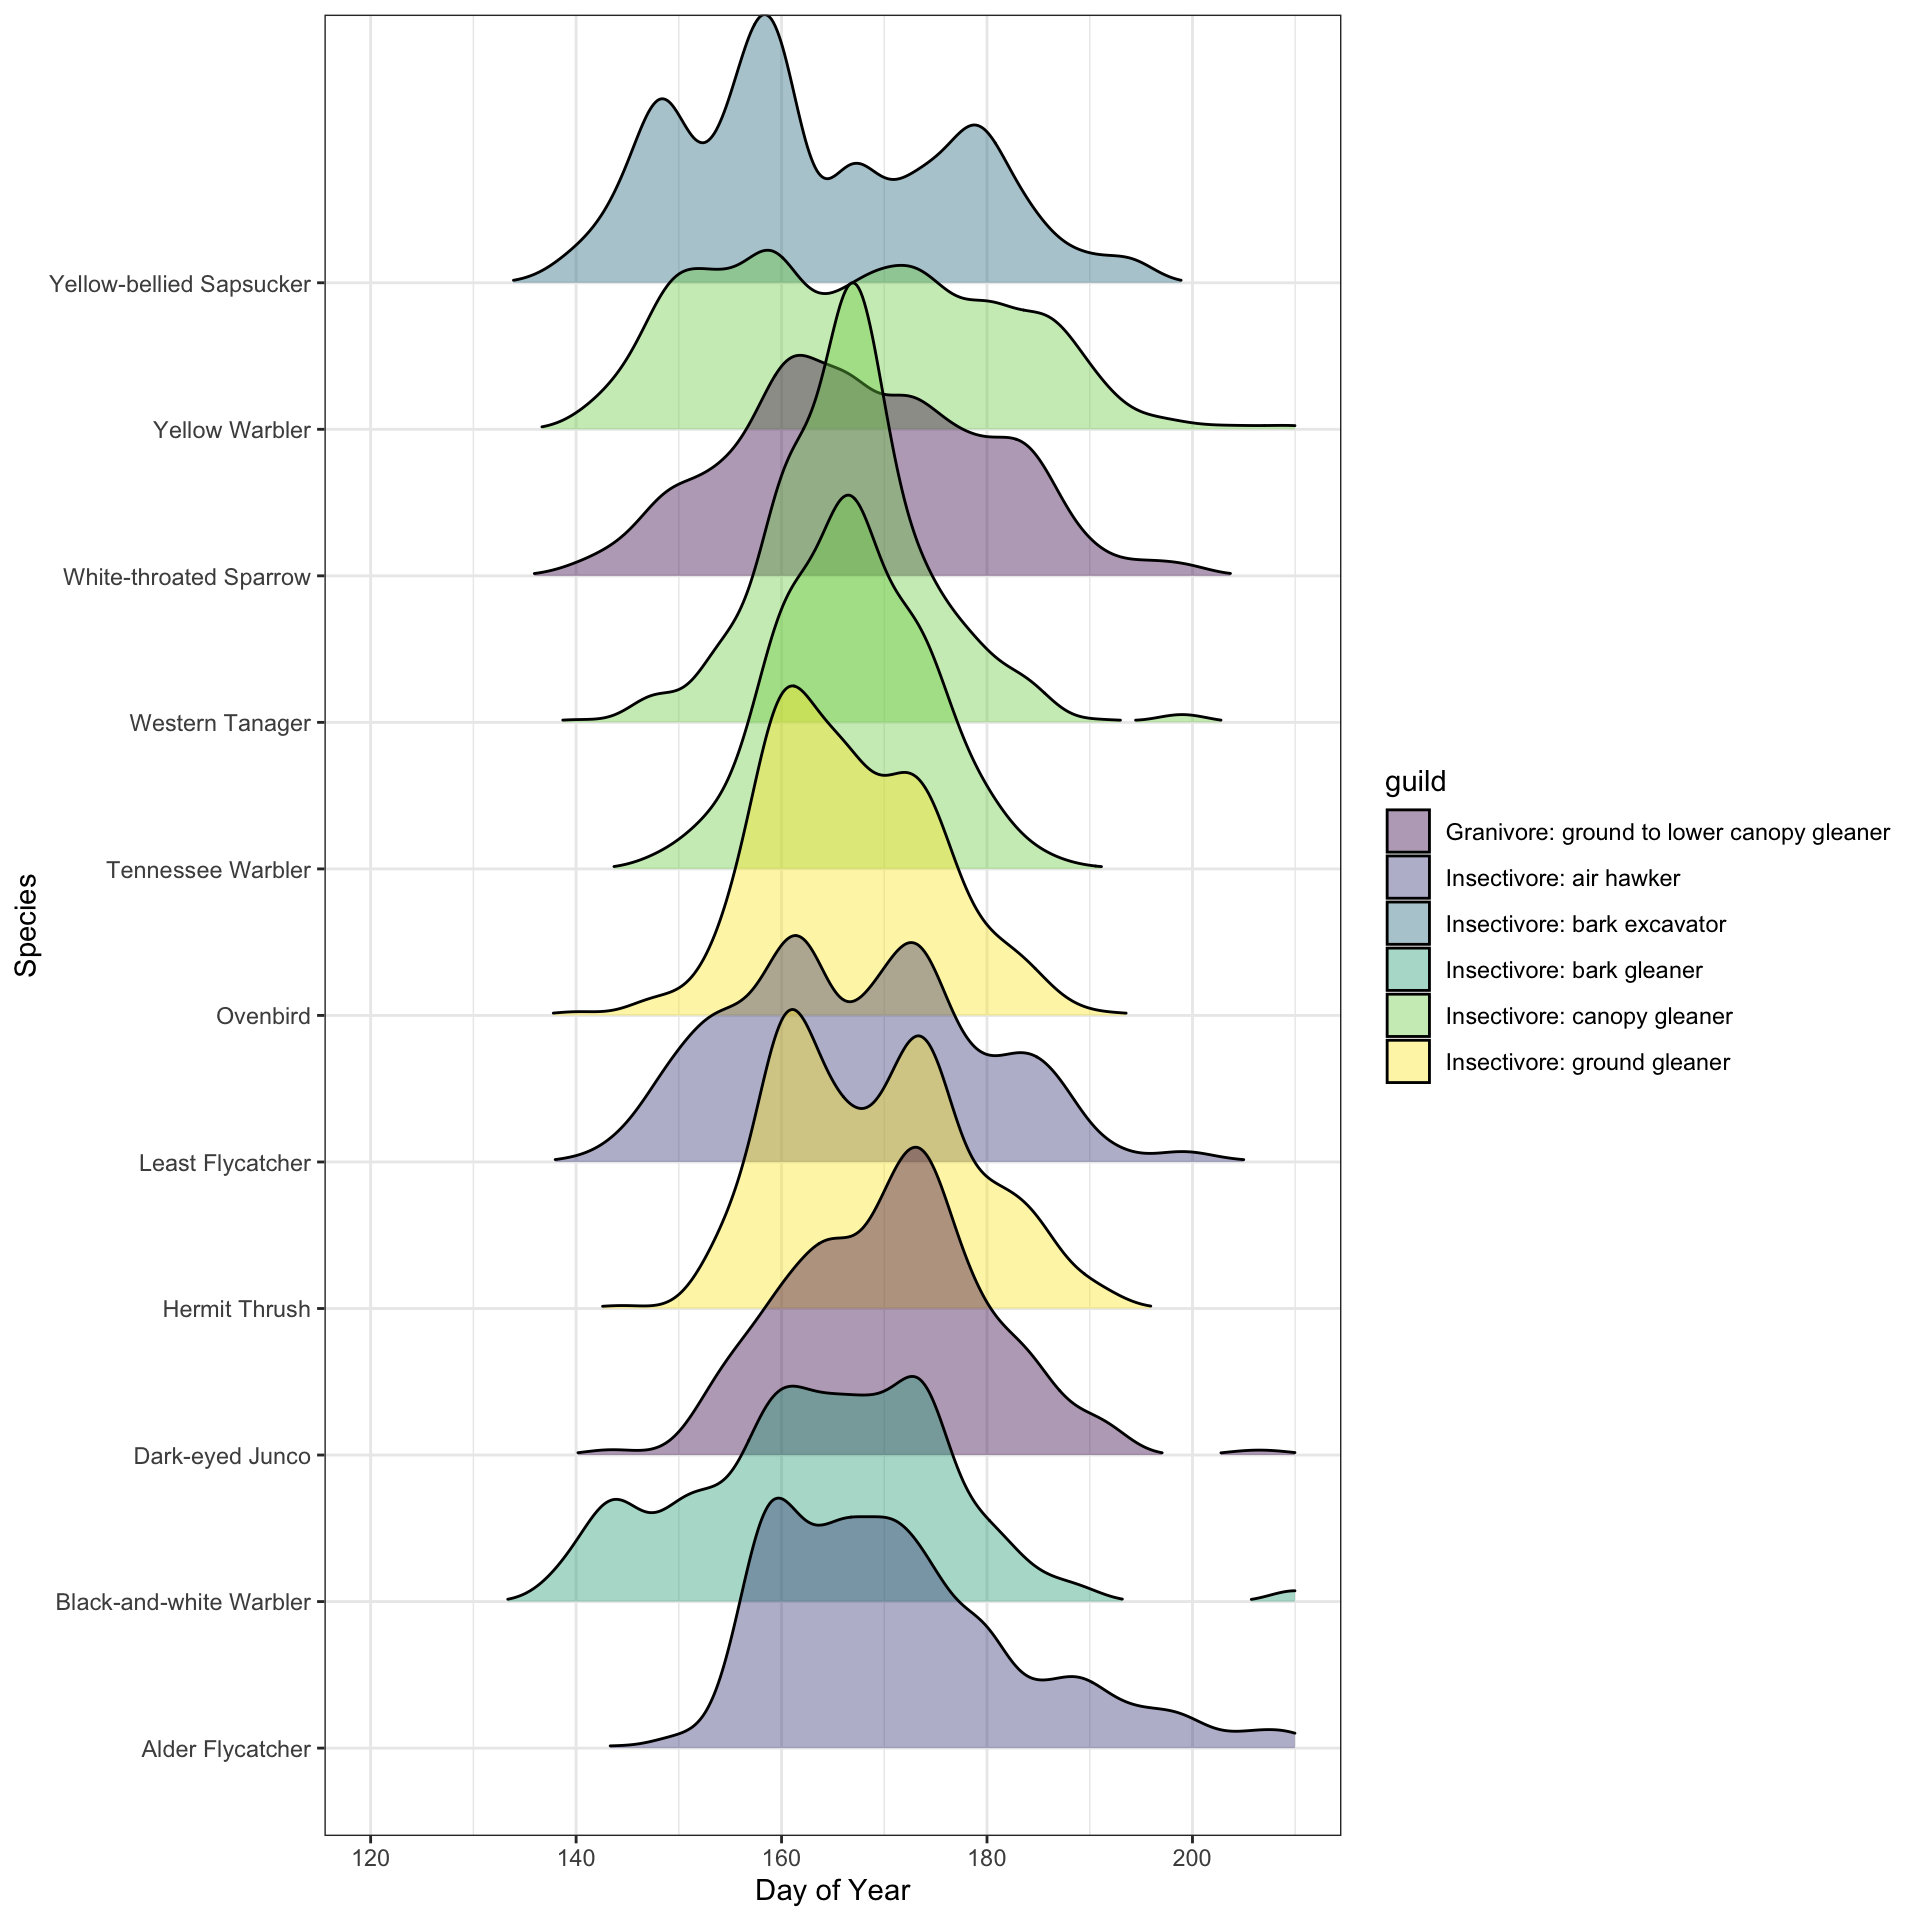 Yellow-bellied Sapsucker
Yellow Warbler
White-throated Sparrow
Western Tanager
Tennessee Warbler
Ovenbird
Least Flycatcher
Hermit Thrush
Dark-eyed Junco
Black-and-white Warbler
Alder Flycatcher
Species
120 140 160 180 200
Day of Year
guild
Granivore: ground to lower canopy gleaner
Insectivore: air hawker
Insectivore: bark excavator
Insectivore: bark gleaner
Insectivore: canopy gleaner
Insectivore: ground gleaner